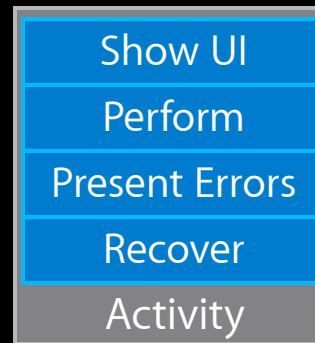 Show UI
Perform
Present Errors
Recover
Activity